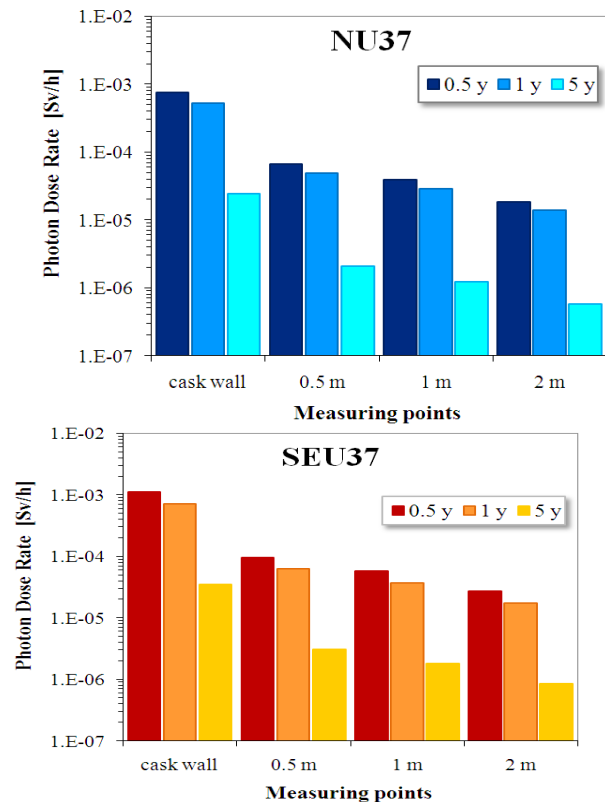 NU37
0.5 y 1 y 5 y
Photon Dose Rate [Sv/h]
1.E-02
1.E-03
1.E-04
1.E-05
1.E-06
1.E-07
cask wall 0.5 m 1 m 2 m
Measuring points
SEU37
0.5 y 1 y 5 y
Photon Dose Rate [Sv/h]
1.E-02
1.E-03
1.E-04
1.E-05
1.E-06
1.E-07
cask wall 0.5 m 1 m 2 m
Measuring points